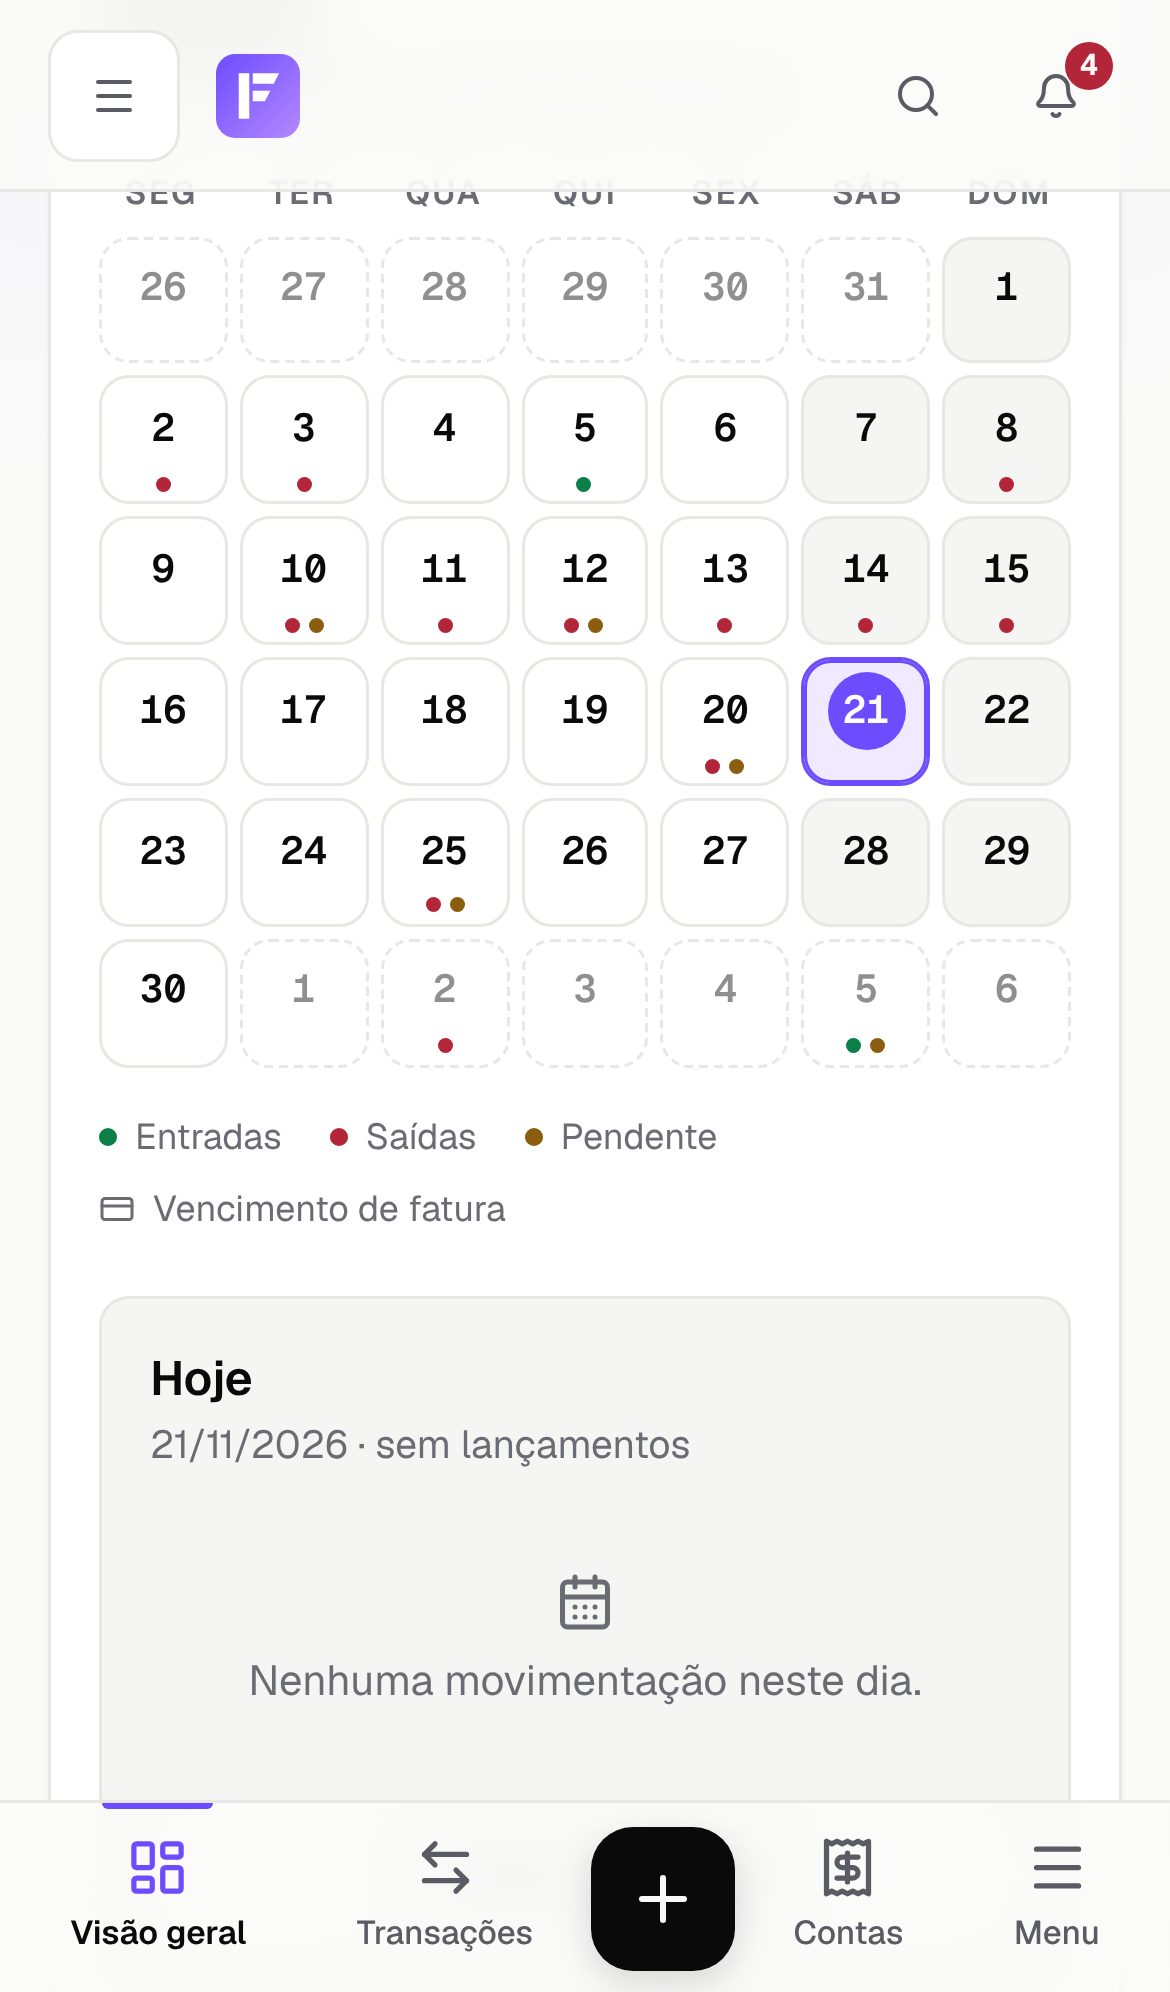 F
4
SEG TER QUA QUI SEX SÁB DOM
26 27 28 29 30 31 1
2 3 4 5 6 7 8
9 10 11 12 13 14 15
16 17 18 19 20 21 22
23 24 25 26 27 28 29
30 1 2 3 4 5 6
Entradas Saídas Pendente
Vencimento de fatura
Hoje
21/11/2026 · sem lançamentos
Nenhuma movimentação neste dia.
Visão geral Transações Contas Menu